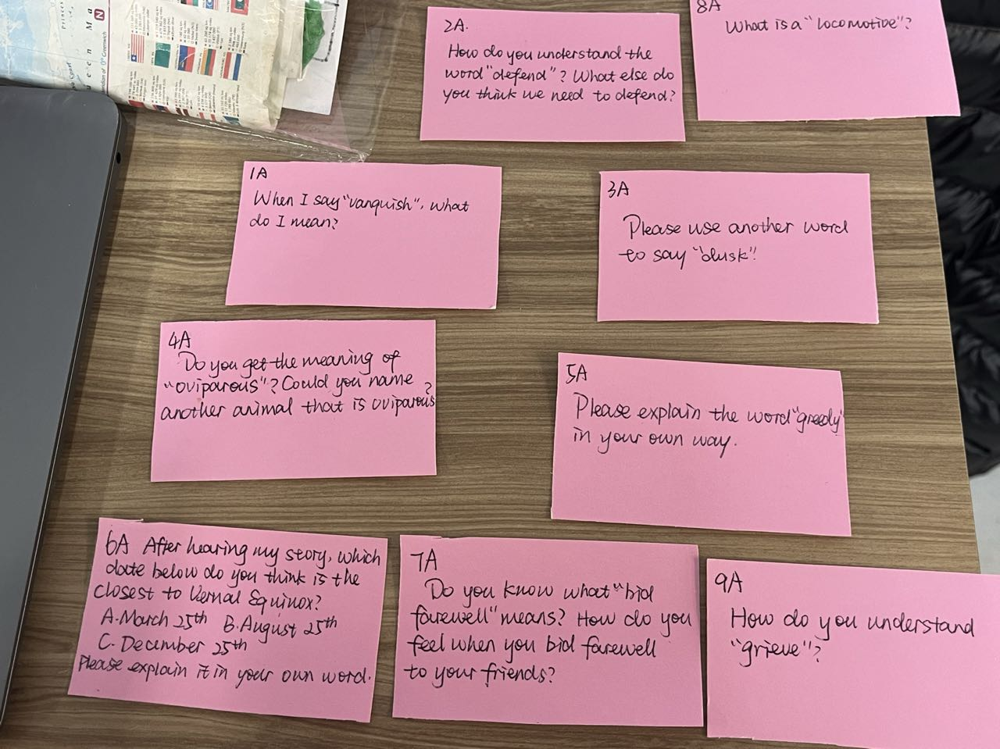 2A.
How do you understand the
word "defend"? What else do
you think we need to defend?
8A
What is a "locomotive"?
1A
When I say "vanquish", what
do I mean?
3A
Please use another word
to say "dusk"!
4A
Do you get the meaning of
"oviparous"? Could you name
another animal that is oviparous?
5A
Please explain the word "greedy"
in your own way.
6A After hearing my story, which
date below do you think is the
closest to Vernal Equinox?
A. March 25th B. August 25th
C. December 25th
Please explain it in your own word.
7A
Do you know what "bid
farewell" means? How do you
feel when you bid farewell
to your friends?
9A
How do you understand
"grieve"?
Princes
N
of 0° Greenwich